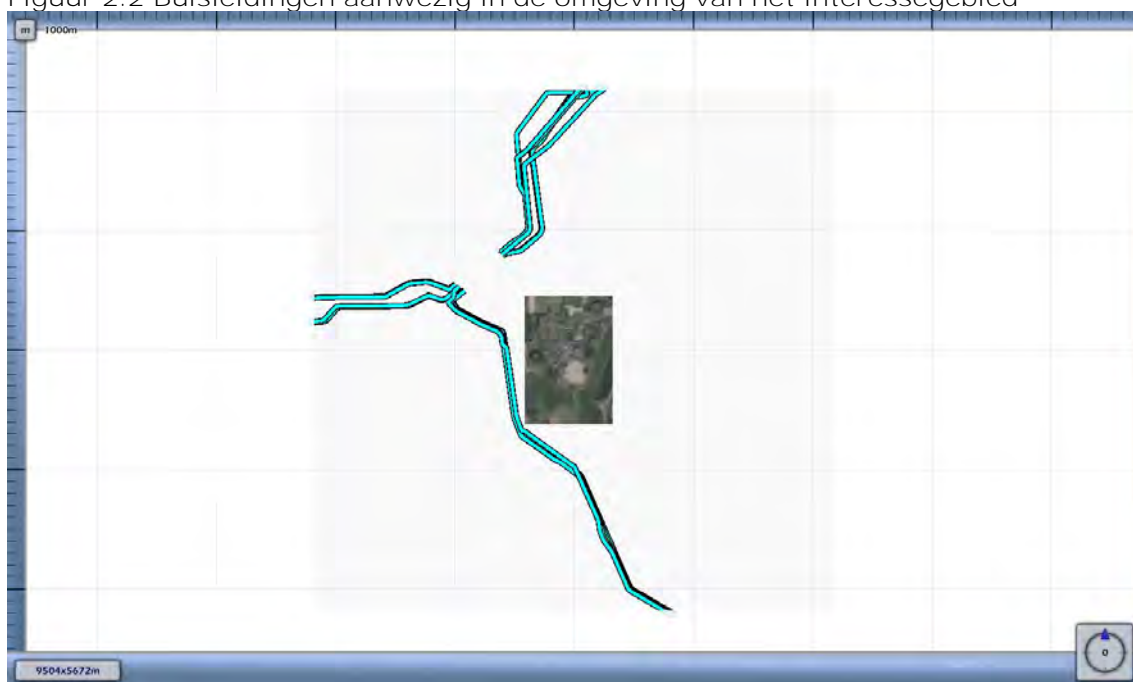 Figuur 2.2 Buisleidingen aanwezig in de omgeving van het interessegebied
m 1000m
9504x5672m
0